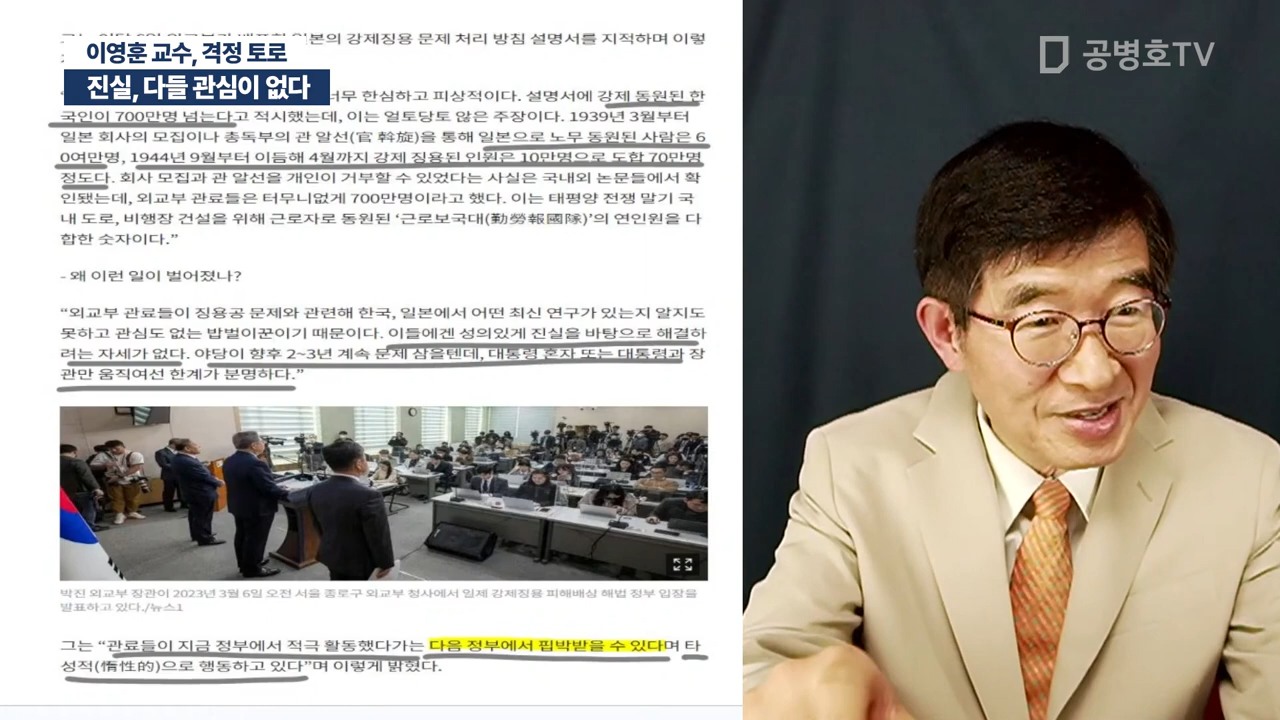 이영훈 교수, 격정 토로
진실, 다들 관심이 없다
공병호TV
일본의 강제징용 문제 처리 방침 설명서를 지적하며 이렇
너무 한심하고 피상적이다. 설명서에 강제 동원된 한
국인이 700만명 넘는다고 적시했는데, 이는 얼토당토 않은 주장이다. 1939년 3월부터
일본 회사의 모집이나 총독부의 관 알선(官 斡旋)을 통해 일본으로 노무 동원된 사람은 6
0여만명, 1944년 9월부터 이듬해 4월까지 강제 징용된 인원은 10만명으로 도합 70만명
정도다. 회사 모집과 관 알선을 개인이 거부할 수 있었다는 사실은 국내외 논문들에서 확
인됐는데, 외교부 관료들은 터무니없게 700만명이라고 했다. 이는 태평양 전쟁 말기 국
내 도로, 비행장 건설을 위해 근로자로 동원된 ‘근로보국대(勤勞報國隊)’의 연인원을 다
합한 숫자이다.”
- 왜 이런 일이 벌어졌나?
“외교부 관료들이 징용공 문제와 관련해 한국, 일본에서 어떤 최신 연구가 있는지 알지도
못하고 관심도 없는 밥벌이꾼이기 때문이다. 이들에겐 성의있게 진실을 바탕으로 해결하
려는 자세가 없다. 야당이 향후 2~3년 계속 문제 삼을텐데, 대통령 혼자 또는 대통령과 장
관만 움직여선 한계가 분명하다.”
박진 외교부 장관이 2023년 3월 6일 오전 서울 종로구 외교부 청사에서 일제 강제징용 피해배상 해법 정부 입장을
발표하고 있다./뉴스1
그는 “관료들이 지금 정부에서 적극 활동했다가는 다음 정부에서 핍박받을 수 있다며 타
성적(惰性的)으로 행동하고 있다”며 이렇게 밝혔다.